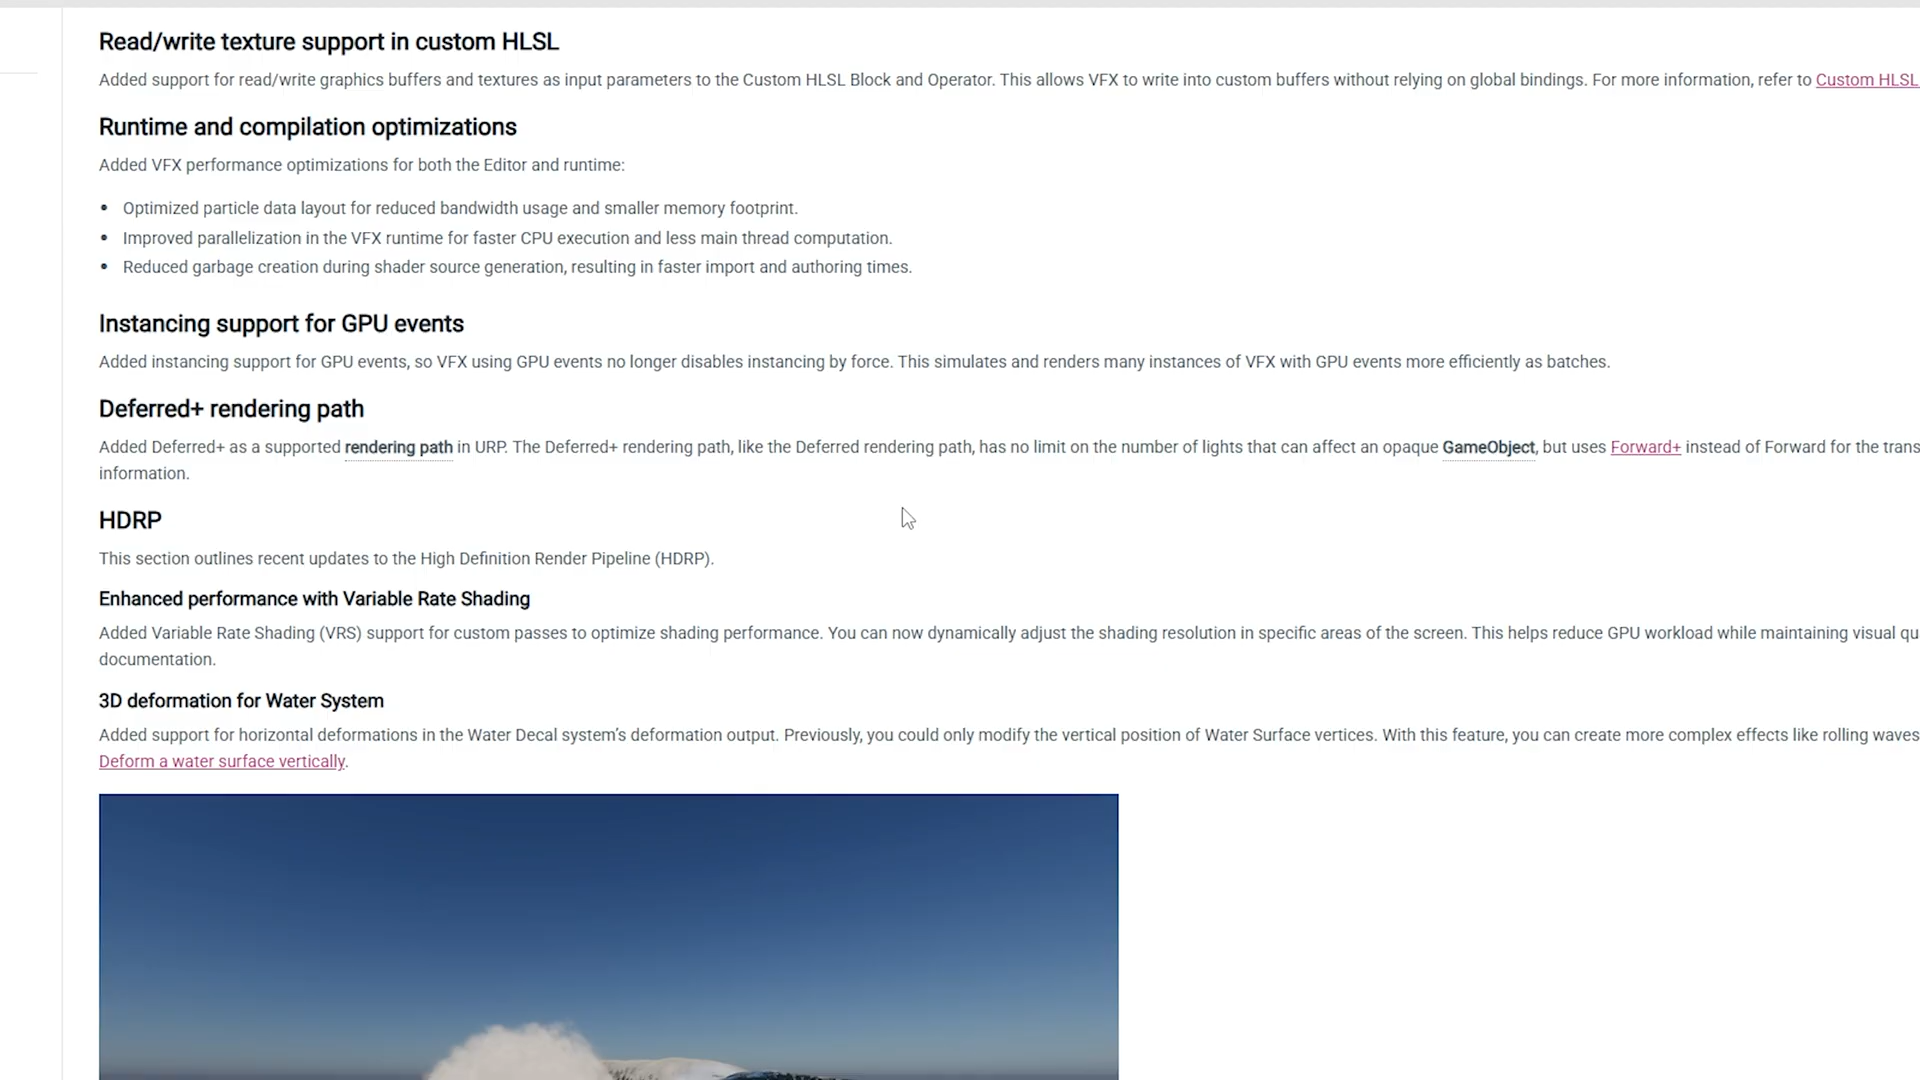 Read/write texture support in custom HLSL
Added support for read/write graphics buffers and textures as input parameters to the Custom HLSL Block and Operator. This allows VFX to write into custom buffers without relying on global bindings. For more information, refer to Custom HLSL
Runtime and compilation optimizations
Added VFX performance optimizations for both the Editor and runtime:
• Optimized particle data layout for reduced bandwidth usage and smaller memory footprint.
• Improved parallelization in the VFX runtime for faster CPU execution and less main thread computation.
• Reduced garbage creation during shader source generation, resulting in faster import and authoring times.
Instancing support for GPU events
Added instancing support for GPU events, so VFX using GPU events no longer disables instancing by force. This simulates and renders many instances of VFX with GPU events more efficiently as batches.
Deferred+ rendering path
Added Deferred+ as a supported rendering path in URP. The Deferred+ rendering path, like the Deferred rendering path, has no limit on the number of lights that can affect an opaque GameObject, but uses Forward+ instead of Forward for the trans
information.
HDRP
This section outlines recent updates to the High Definition Render Pipeline (HDRP).
Enhanced performance with Variable Rate Shading
Added Variable Rate Shading (VRS) support for custom passes to optimize shading performance. You can now dynamically adjust the shading resolution in specific areas of the screen. This helps reduce GPU workload while maintaining visual qu
documentation.
3D deformation for Water System
Added support for horizontal deformations in the Water Decal system’s deformation output. Previously, you could only modify the vertical position of Water Surface vertices. With this feature, you can create more complex effects like rolling waves
Deform a water surface vertically.